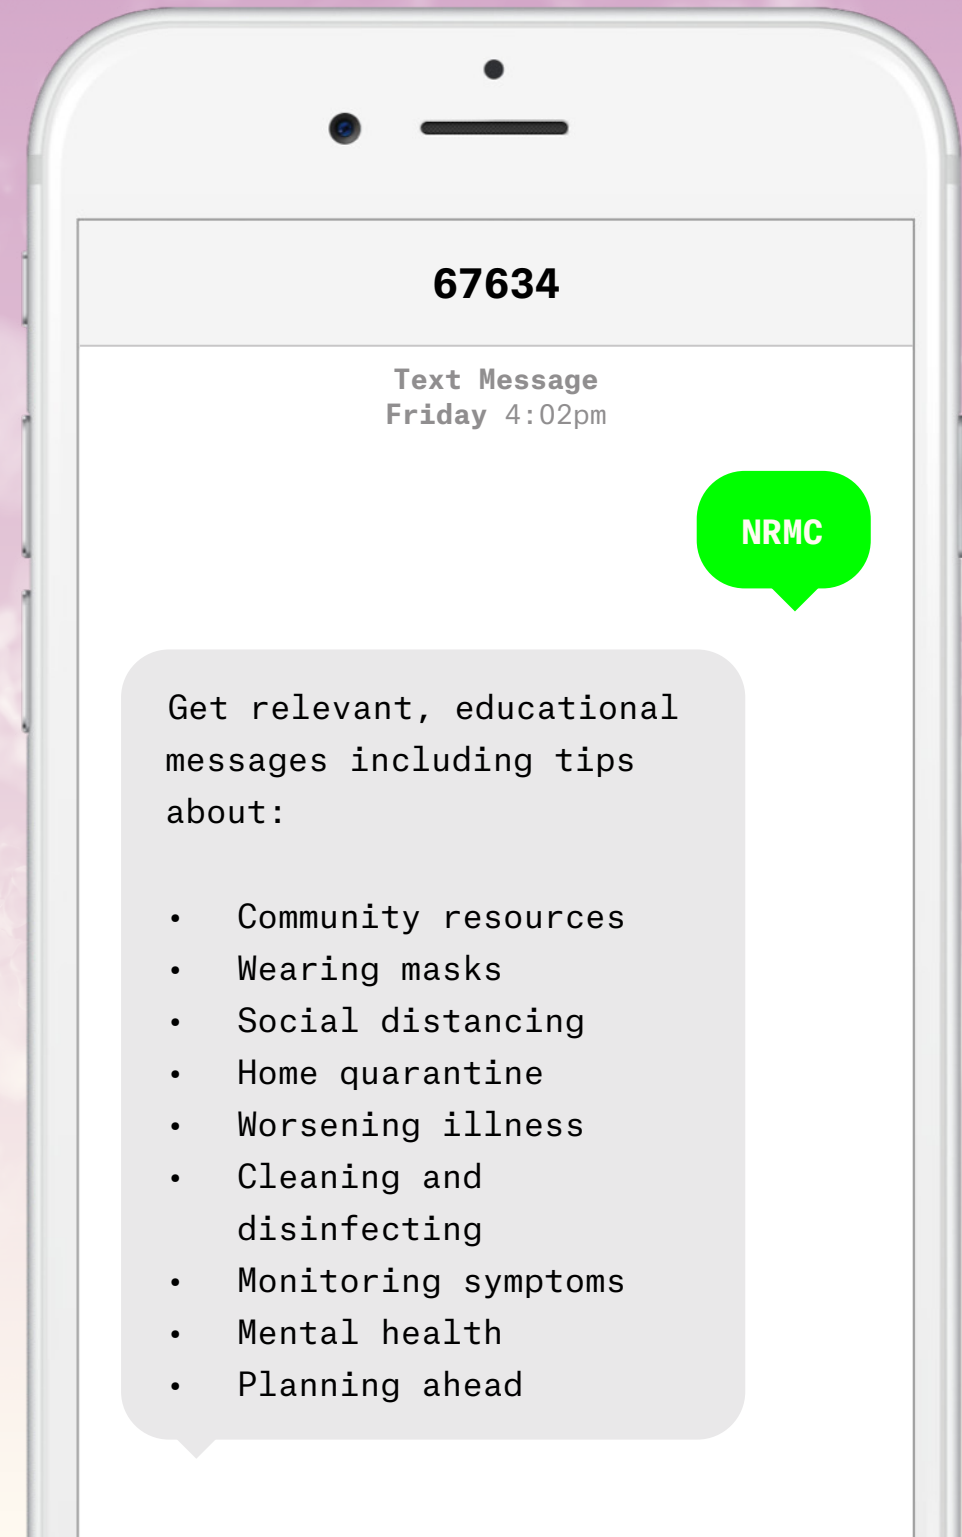 67634
Text Message
Friday 4:02pm
NRMC
Get relevant, educational
messages including tips
about:
• Community resources
• Wearing masks
• Social distancing
• Home quarantine
• Worsening illness
• Cleaning and
disinfecting
• Monitoring symptoms
• Mental health
• Planning ahead